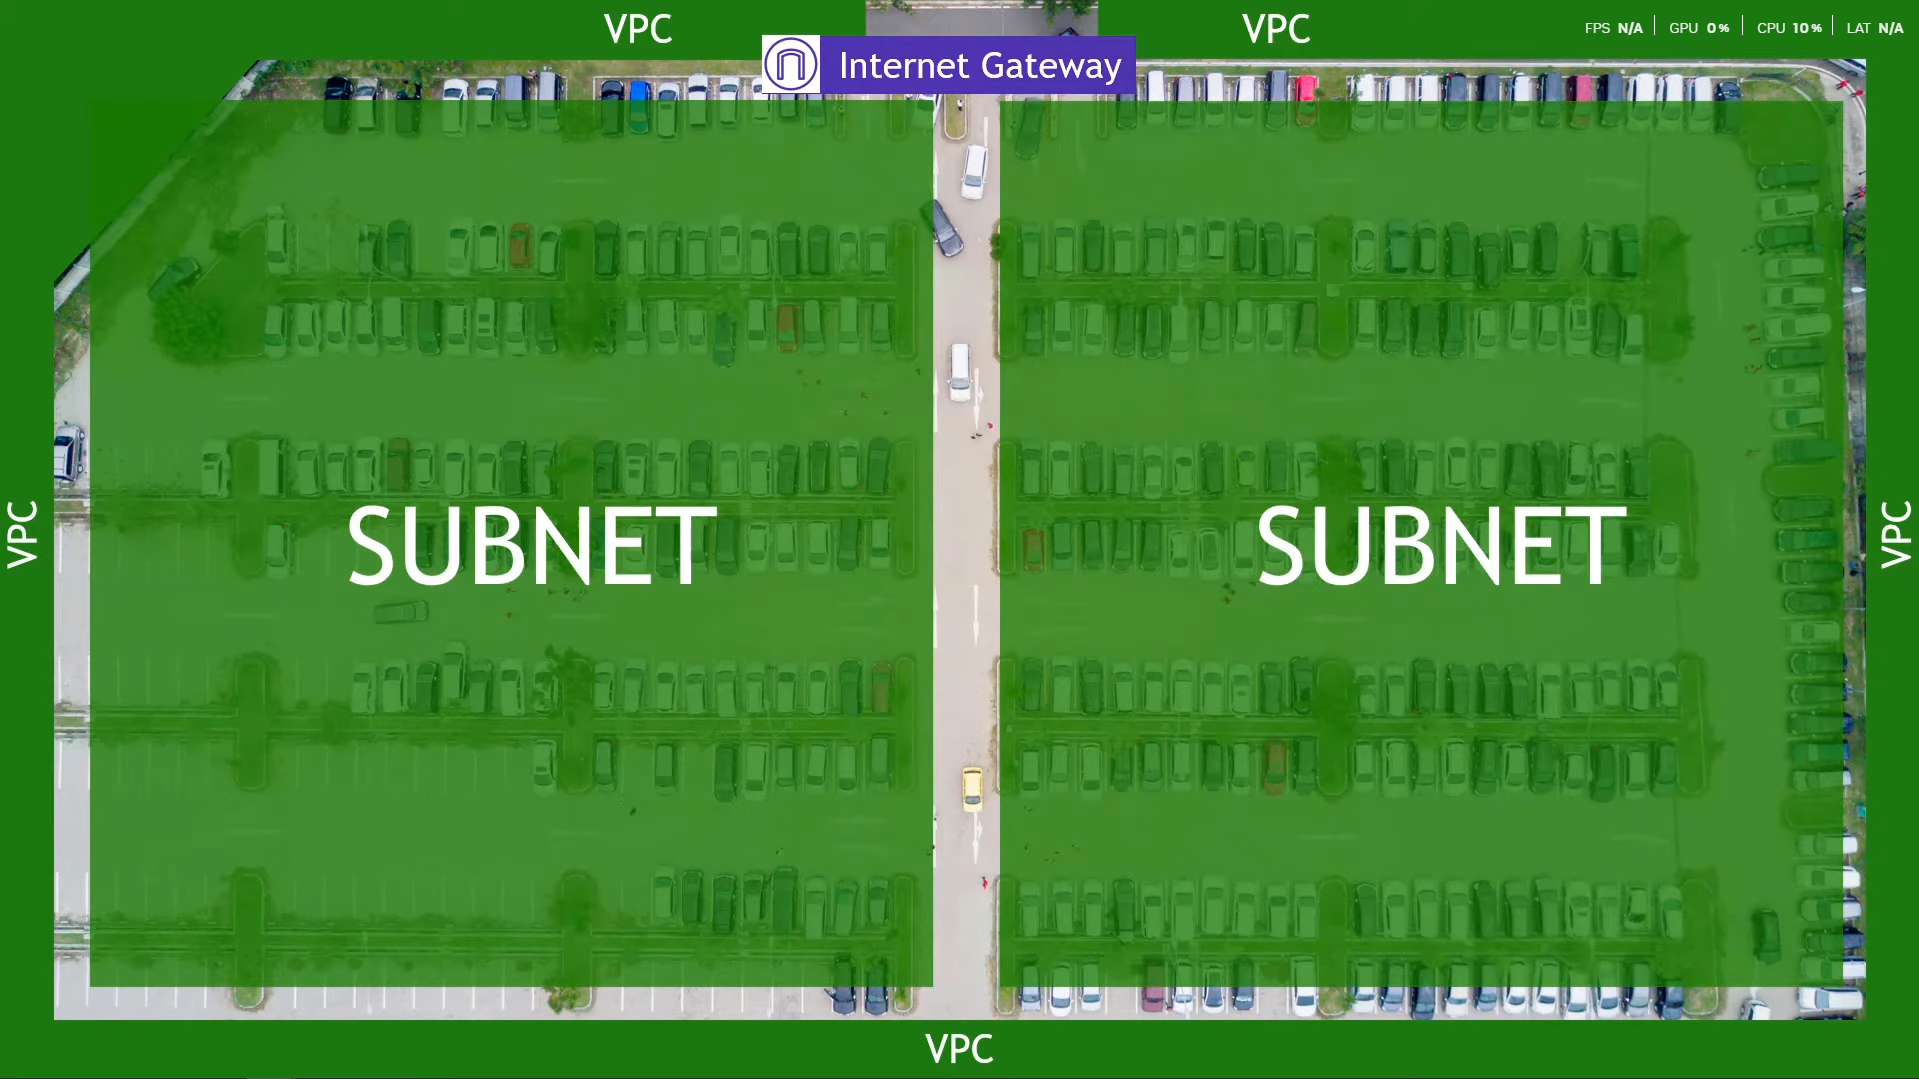 VPC
VPC
FPS N/A | GPU 0% | CPU 10% | LAT N/A
Internet Gateway
VPC
SUBNET
SUBNET
VPC
VPC